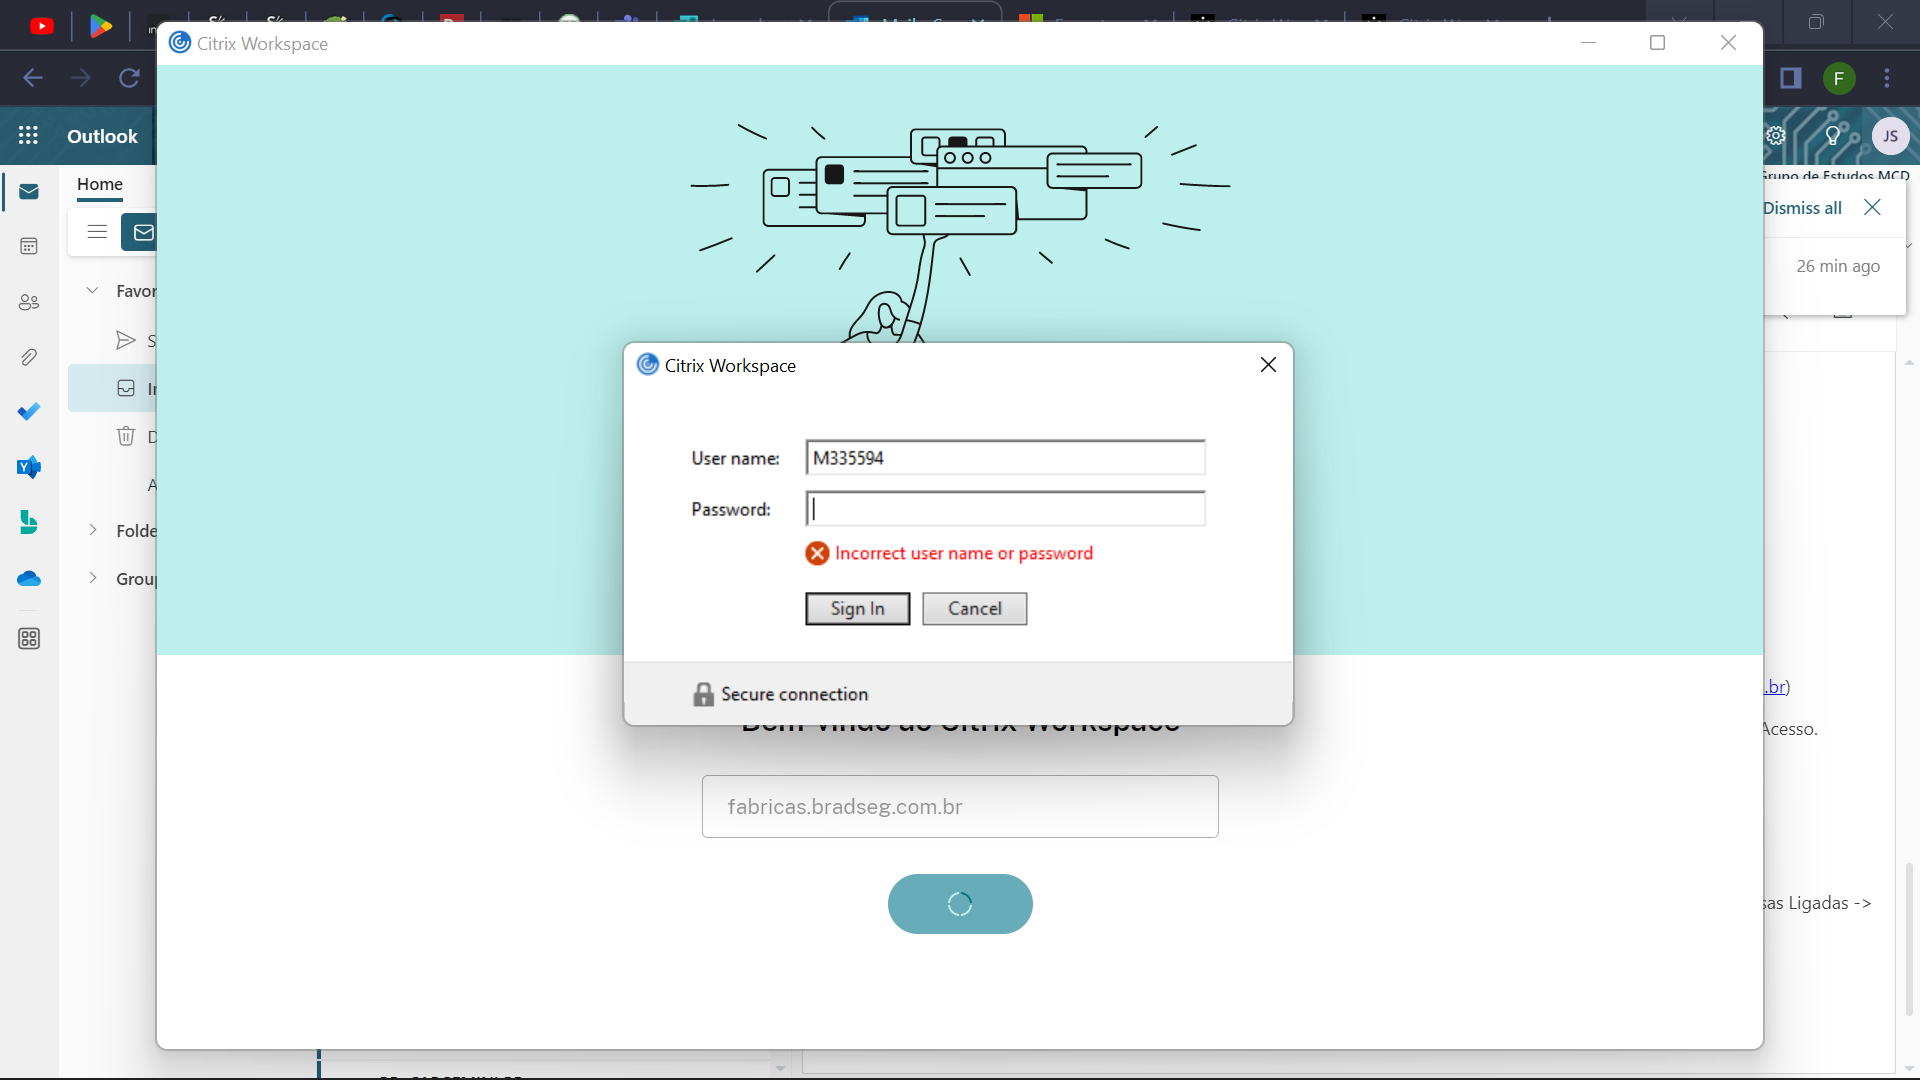 Citrix Workspace
Outlook
JS
F
Home
Grupo de Estudos MCD
Dismiss all
26 min ago
Favor
S
In
D
A
Folde
Group
Citrix Workspace
User name: M335594
Password:
Incorrect user name or password
Sign In Cancel
Secure connection
Bem-vindo ao Citrix Workspace
fabricas.bradseg.com.br
.br)
Acesso.
sas Ligadas ->